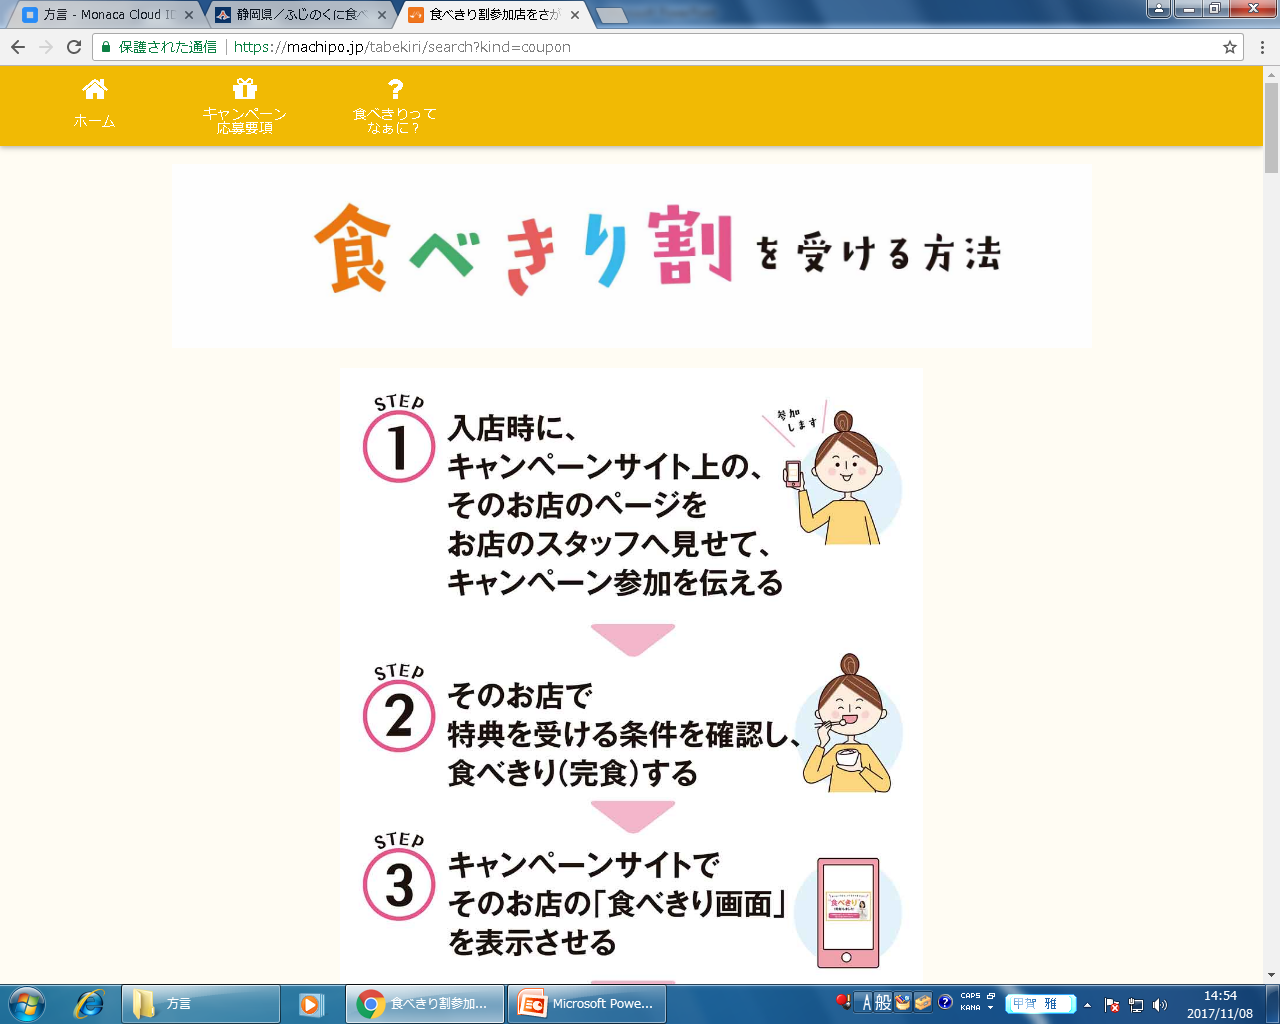 方言 - Monaca Cloud ID
静岡県／ふじのくに食べ
食べきり割参加店をさが
保護された通信
https://machipo.jp/tabekiri/search?kind=coupon
ホーム
キャンペーン
応募要項
食べきりって
なぁに？
食べきり割を受ける方法
STEP
1
入店時に、
キャンペーンサイト上の、
そのお店のページを
お店のスタッフへ見せて、
キャンペーン参加を伝える
参加
します
STEP
2
そのお店で
特典を受ける条件を確認し、
食べきり(完食)する
STEP
3
キャンペーンサイトで
そのお店の「食べきり画面」
を表示させる
食べきり
方言
食べきり割参加...
Microsoft Powe...
A 般
CAPS
KANA
甲賀 雅
14:54
2017/11/08